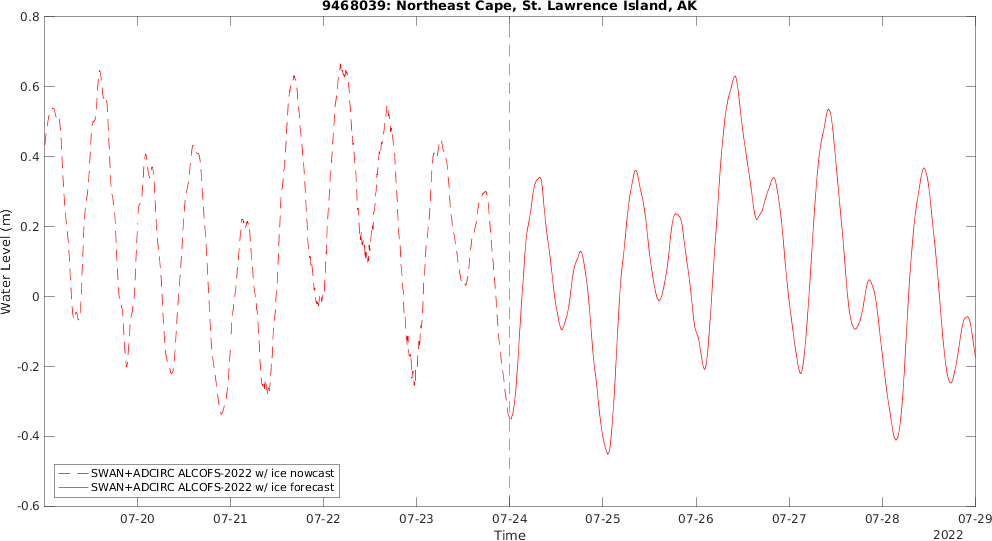 9468039: Northeast Cape, St. Lawrence Island, AK
0.8
0.6
0.4
0.2
0
-0.2
-0.4
-0.6
Water Level (m)
SWAN+ADCIRC ALCOFS-2022 w/ ice nowcast
SWAN+ADCIRC ALCOFS-2022 w/ ice forecast
07-20 07-21 07-22 07-23 07-24 07-25 07-26 07-27 07-28 07-29
Time
2022